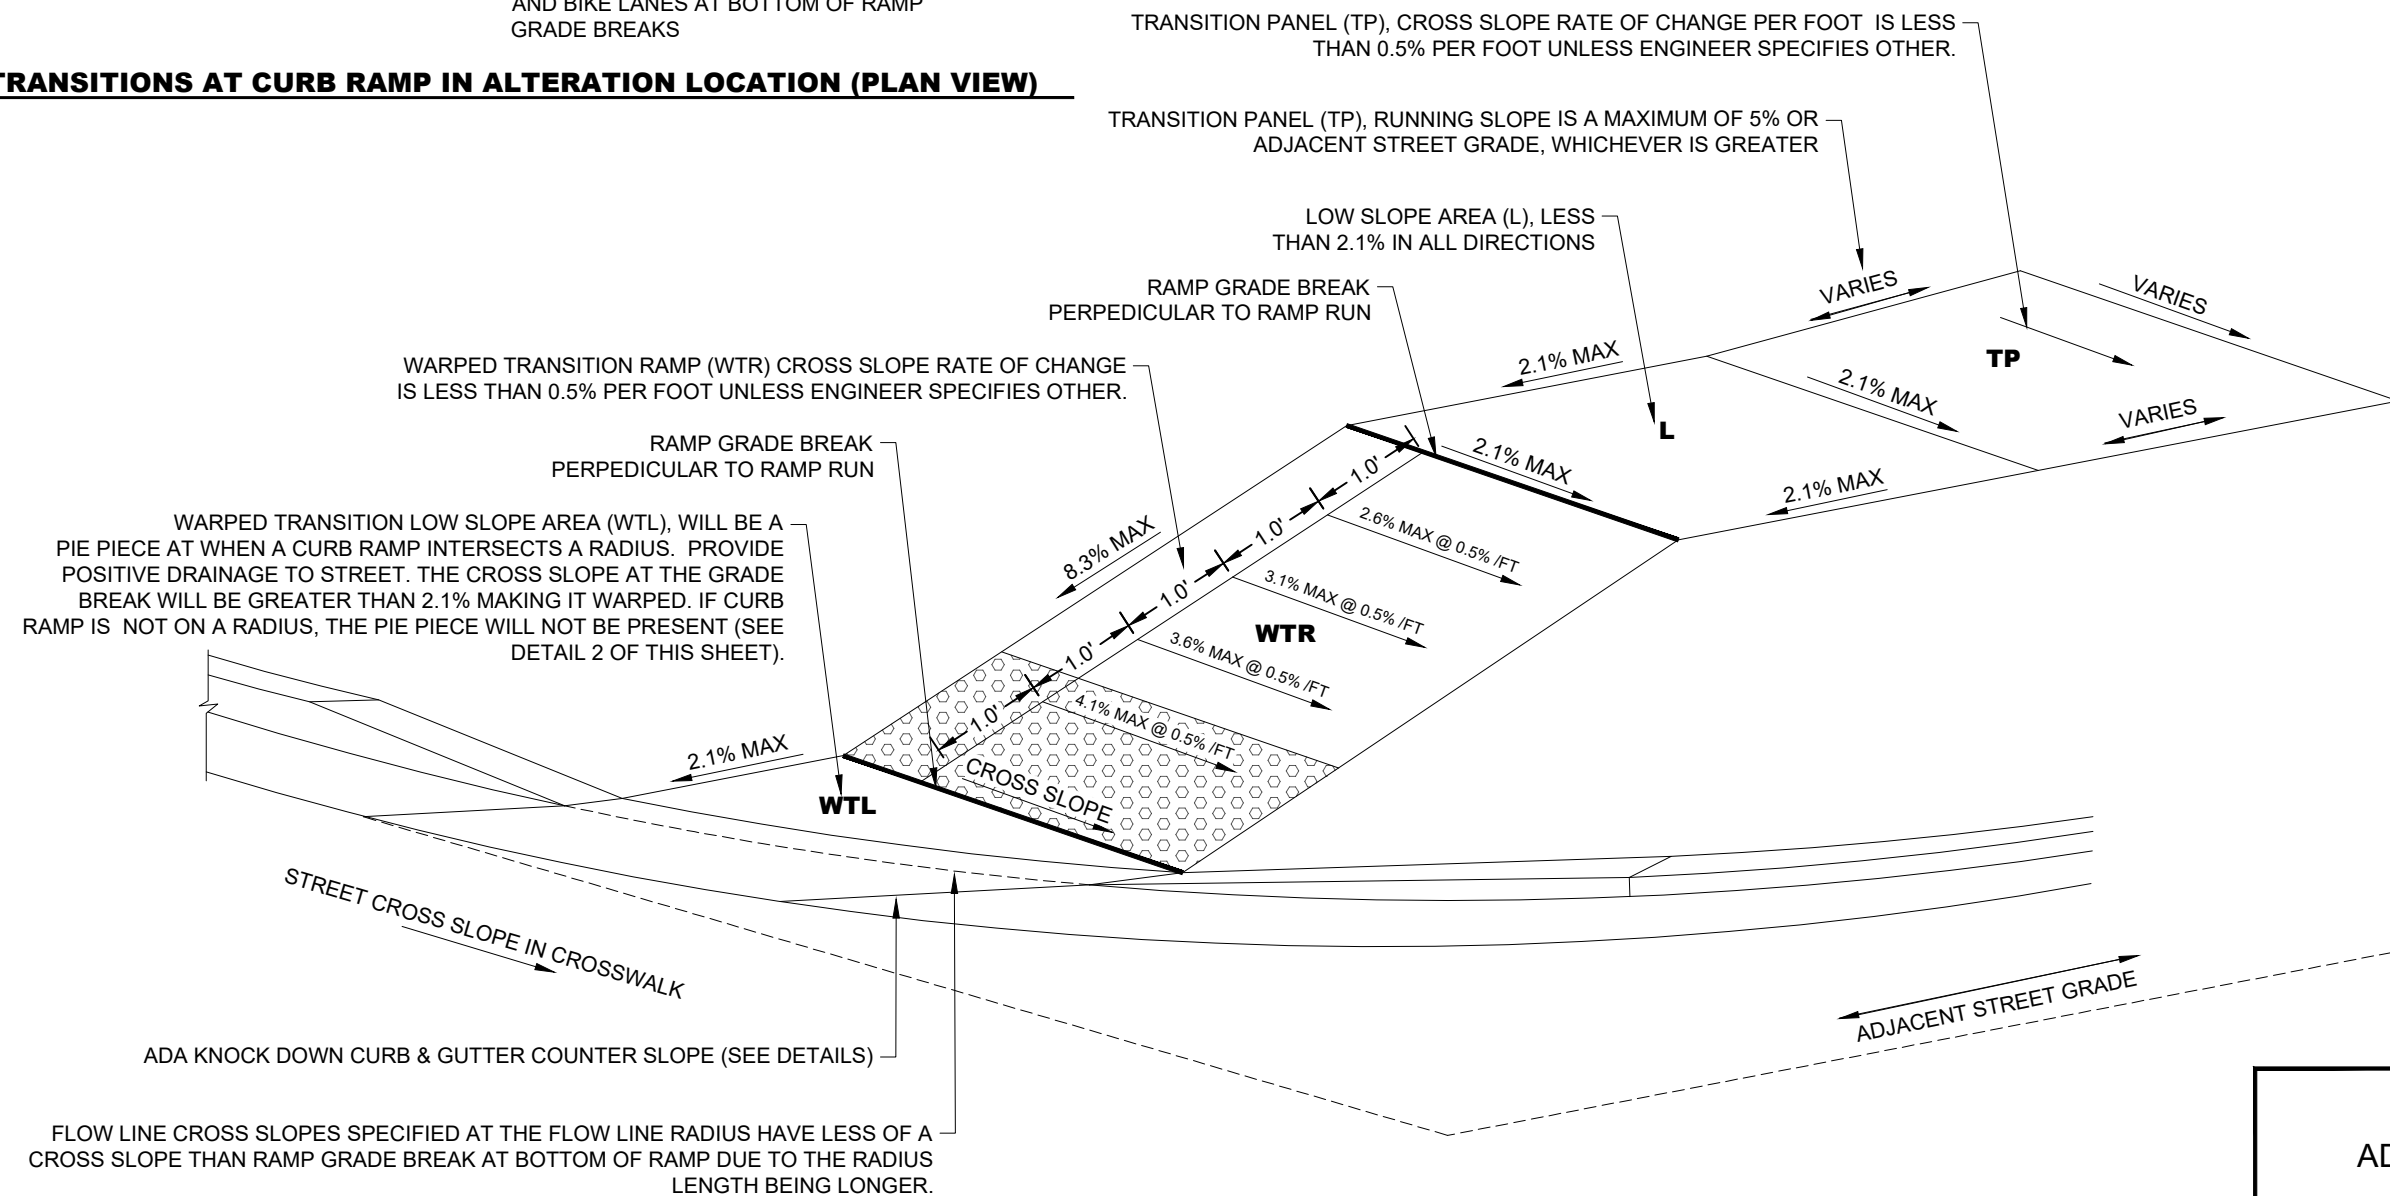 AND BIKE LANES AT BOTTOM OF RAMP
GRADE BREAKS
TRANSITIONS AT CURB RAMP IN ALTERATION LOCATION (PLAN VIEW)
TRANSITION PANEL (TP), CROSS SLOPE RATE OF CHANGE PER FOOT IS LESS
THAN 0.5% PER FOOT UNLESS ENGINEER SPECIFIES OTHER.
TRANSITION PANEL (TP), RUNNING SLOPE IS A MAXIMUM OF 5% OR
ADJACENT STREET GRADE, WHICHEVER IS GREATER
LOW SLOPE AREA (L), LESS
THAN 2.1% IN ALL DIRECTIONS
RAMP GRADE BREAK
PERPEDICULAR TO RAMP RUN
WARPED TRANSITION RAMP (WTR) CROSS SLOPE RATE OF CHANGE
IS LESS THAN 0.5% PER FOOT UNLESS ENGINEER SPECIFIES OTHER.
RAMP GRADE BREAK
PERPEDICULAR TO RAMP RUN
WARPED TRANSITION LOW SLOPE AREA (WTL), WILL BE A
PIE PIECE AT WHEN A CURB RAMP INTERSECTS A RADIUS. PROVIDE
POSITIVE DRAINAGE TO STREET. THE CROSS SLOPE AT THE GRADE
BREAK WILL BE GREATER THAN 2.1% MAKING IT WARPED. IF CURB
RAMP IS NOT ON A RADIUS, THE PIE PIECE WILL NOT BE PRESENT (SEE
DETAIL 2 OF THIS SHEET).
VARIES
VARIES
TP
2.1% MAX
2.1% MAX
VARIES
L
2.1% MAX
2.1% MAX
8.3% MAX
1.0'
1.0'
1.0'
1.0'
1.0'
2.6% MAX @ 0.5% /FT
3.1% MAX @ 0.5% /FT
WTR
3.6% MAX @ 0.5% /FT
4.1% MAX @ 0.5% /FT
CROSS SLOPE
2.1% MAX
WTL
STREET CROSS SLOPE IN CROSSWALK
ADJACENT STREET GRADE
ADA KNOCK DOWN CURB & GUTTER COUNTER SLOPE (SEE DETAILS)
FLOW LINE CROSS SLOPES SPECIFIED AT THE FLOW LINE RADIUS HAVE LESS OF A
CROSS SLOPE THAN RAMP GRADE BREAK AT BOTTOM OF RAMP DUE TO THE RADIUS
LENGTH BEING LONGER.